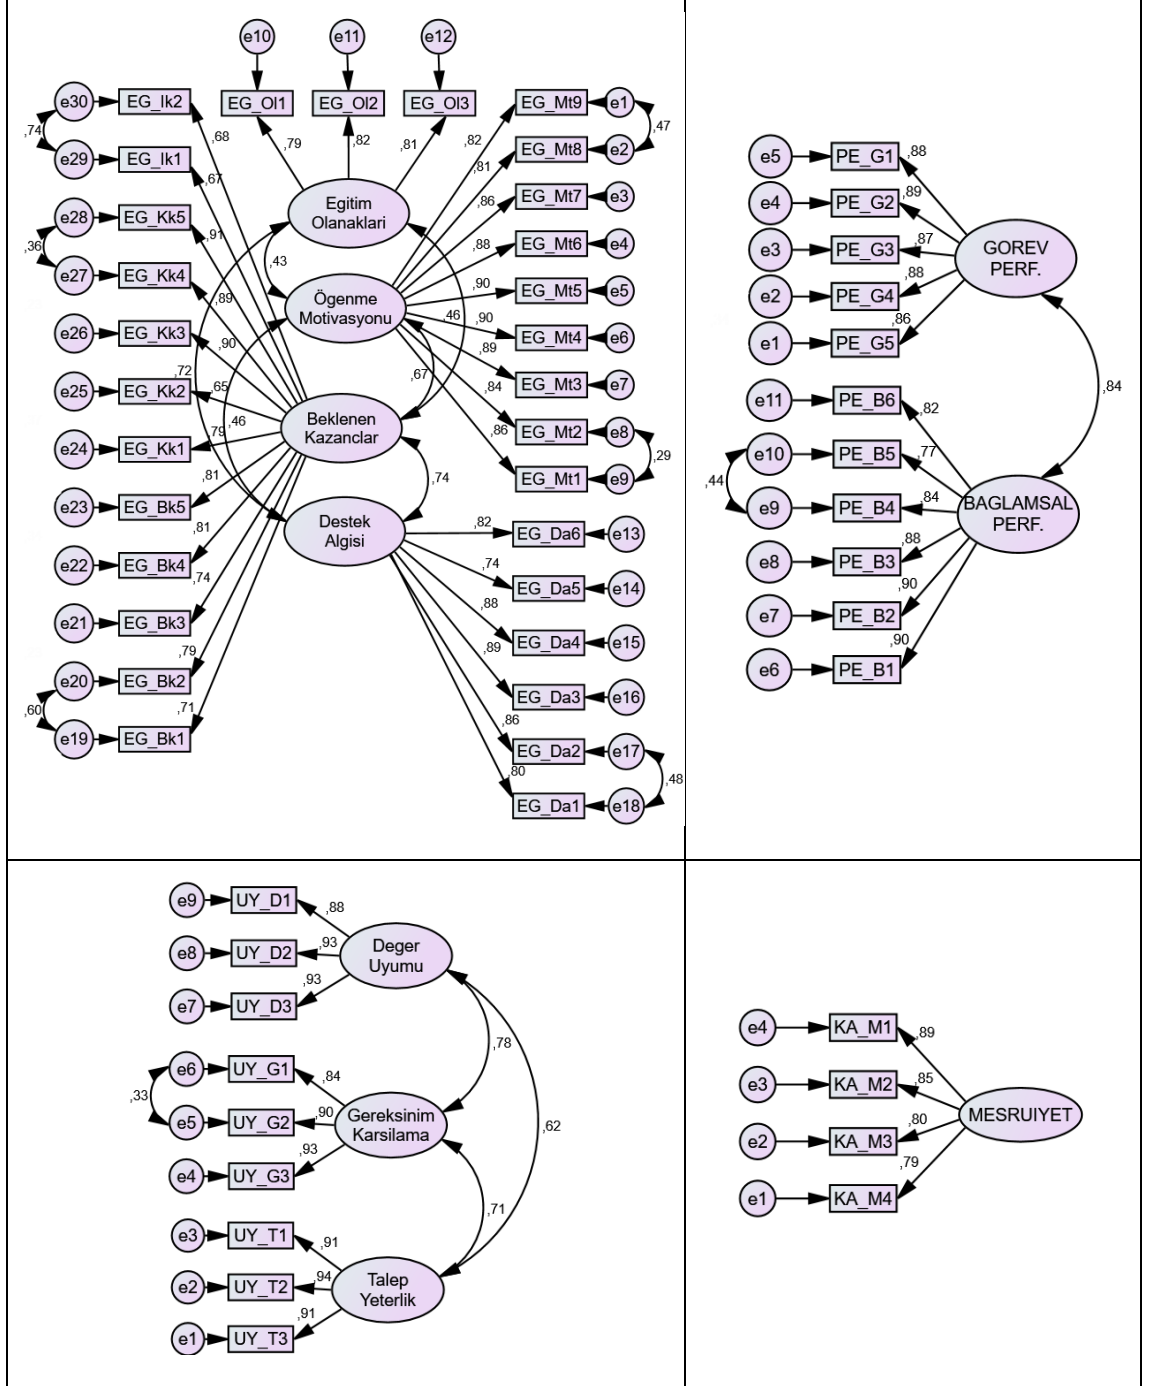 e10 e11 e12
EG_Ol1 EG_Ol2 EG_Ol3
,79 ,82 ,81
e30 EG_Ik2 ,68
,74
e29 EG_Ik1 ,67
e28 EG_Kk5 ,91
,36
e27 EG_Kk4 ,89
e26 EG_Kk3 ,90
e25 EG_Kk2 ,65
e24 EG_Kk1 ,79
e23 EG_Bk5 ,81
e22 EG_Bk4 ,81
e21 EG_Bk3 ,74
e20 EG_Bk2 ,79
,60
e19 EG_Bk1 ,71
Egitim
Olanaklari
Ögenme
Motivasyonu
Beklenen
Kazanclar
Destek
Algisi
,43
,46
,72
,46
,67
,74
,82 EG_Mt9 e1
,47
,81 EG_Mt8 e2
,86 EG_Mt7 e3
,88 EG_Mt6 e4
,90 EG_Mt5 e5
,90 EG_Mt4 e6
,89 EG_Mt3 e7
,84 EG_Mt2 e8
,29
,86 EG_Mt1 e9
,82 EG_Da6 e13
,74 EG_Da5 e14
,88 EG_Da4 e15
,89 EG_Da3 e16
,86 EG_Da2 e17
,48
,80 EG_Da1 e18
e5 PE_G1 ,88
e4 PE_G2 ,89
e3 PE_G3 ,87
e2 PE_G4 ,88
e1 PE_G5 ,86
GOREV
PERF.
,84
e11 PE_B6 ,82
e10 PE_B5 ,77
,44
e9 PE_B4 ,84
e8 PE_B3 ,88
e7 PE_B2 ,90
e6 PE_B1 ,90
BAGLAMSAL
PERF.
e9 UY_D1 ,88
e8 UY_D2 ,93
e7 UY_D3 ,93
Deger
Uyumu
,78
e6 UY_G1 ,84
,33
e5 UY_G2 ,90
e4 UY_G3 ,93
Gereksinim
Karsilama
,62
,71
e3 UY_T1 ,91
e2 UY_T2 ,94
e1 UY_T3 ,91
Talep
Yeterlik
e4 KA_M1 ,89
e3 KA_M2 ,85
e2 KA_M3 ,80
e1 KA_M4 ,79
MESRUIYET